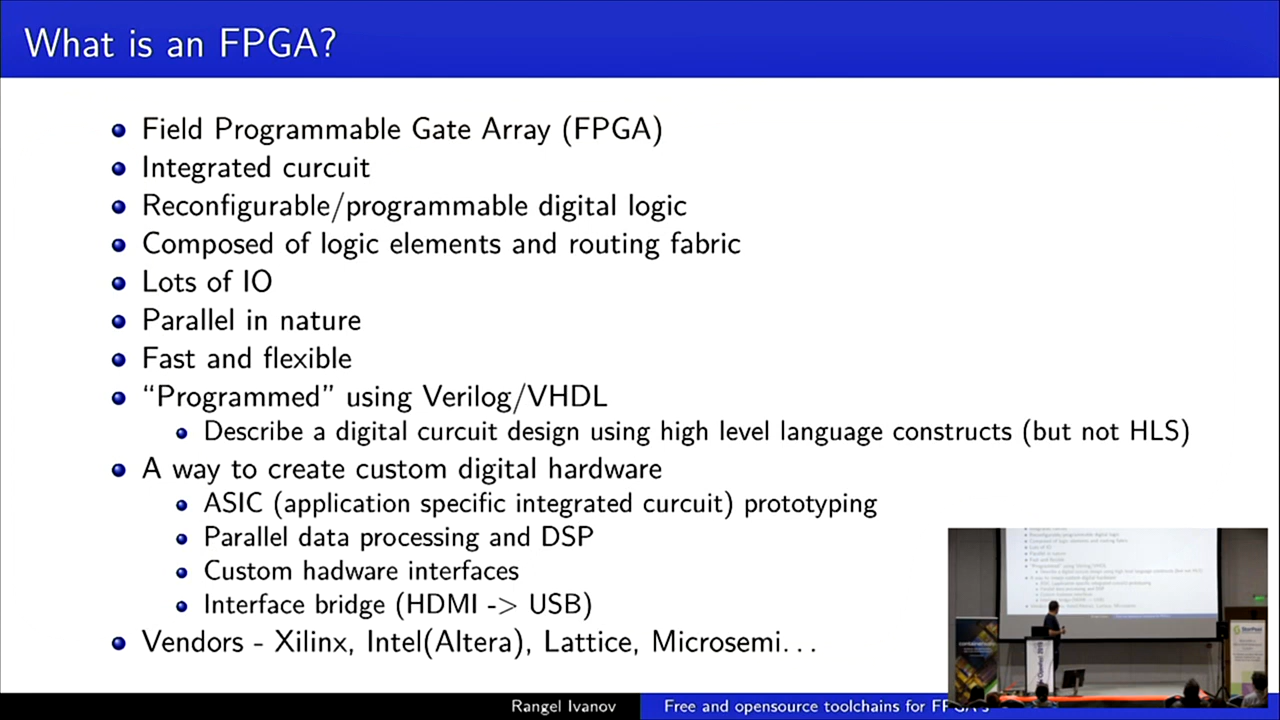 What is an FPGA?
Field Programmable Gate Array (FPGA)
Integrated curcuit
Reconfigurable/programmable digital logic
Composed of logic elements and routing fabric
Lots of IO
Parallel in nature
Fast and flexible
“Programmed” using Verilog/VHDL
Describe a digital curcuit design using high level language constructs (but not HLS)
A way to create custom digital hardware
ASIC (application specific integrated curcuit) prototyping
Parallel data processing and DSP
Custom hadware interfaces
Interface bridge (HDMI -> USB)
Vendors - Xilinx, Intel(Altera), Lattice, Microsemi...
Rangel Ivanov
Free and opensource toolchains for FPGA's